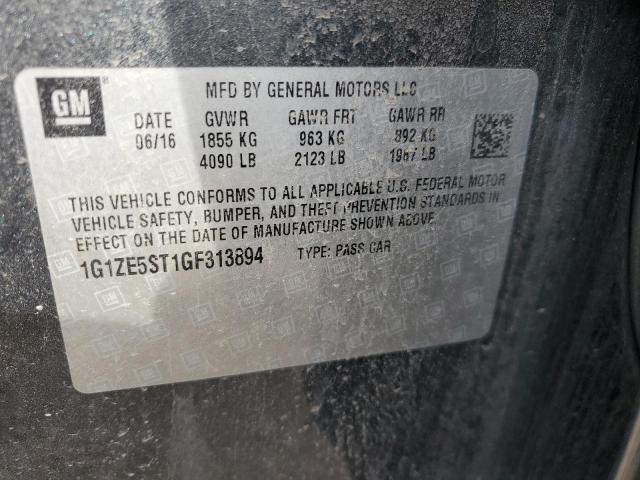 GM ®
MFD BY GENERAL MOTORS LLC
DATE GVWR GAWR FRT GAWR RR
06/16 1855 KG 963 KG 892 KG
4090 LB 2123 LB 1967 LB
THIS VEHICLE CONFORMS TO ALL APPLICABLE U.S. FEDERAL MOTOR
VEHICLE SAFETY, BUMPER, AND THEFT PREVENTION STANDARDS IN
EFFECT ON THE DATE OF MANUFACTURE SHOWN ABOVE.
1G1ZE5ST1GF313894 TYPE: PASS CAR